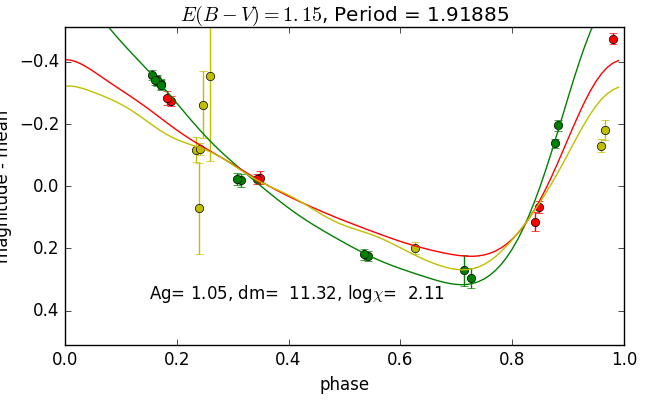 E(B − V) = 1.15, Period = 1.91885
magnitude - mean
−0.4
−0.2
0.0
0.2
0.4
Ag= 1.05, dm= 11.32, logχ= 2.11
0.0 0.2 0.4 0.6 0.8 1.0
phase